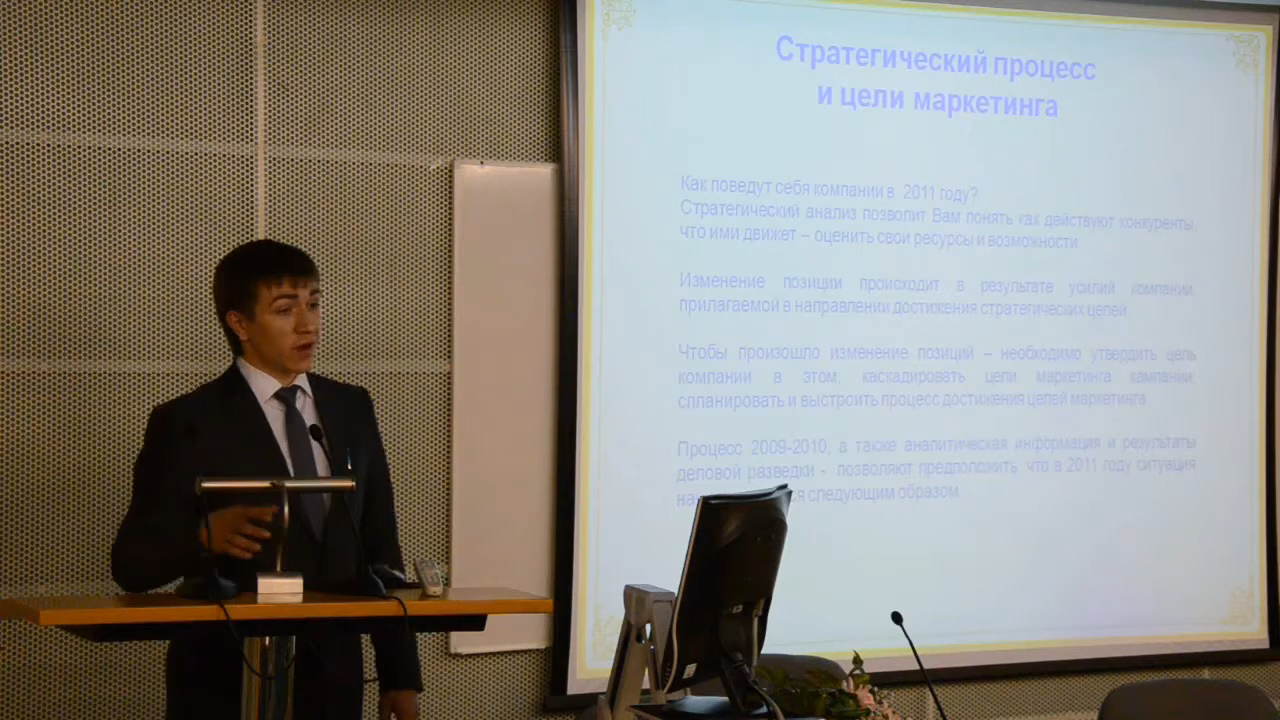 Стратегический процесс
и цели маркетинга
Как поведут себя компании в 2011 году?
Стратегический анализ позволит Вам понять как действуют конкуренты,
что ими движет – оценить свои ресурсы и возможности.
Изменение позиции происходит в результате усилий компании,
прилагаемой в направлении достижения стратегических целей.
Чтобы произошло изменение позиций – необходимо утвердить цель
компании в этом, каскадировать цели маркетинга кампании,
спланировать и выстроить процесс достижения целей маркетинга
Процесс 2009-2010, а также аналитическая информация и результаты
деловой разведки - позволяют предположить, что в 2011 году ситуация
следующим образом.